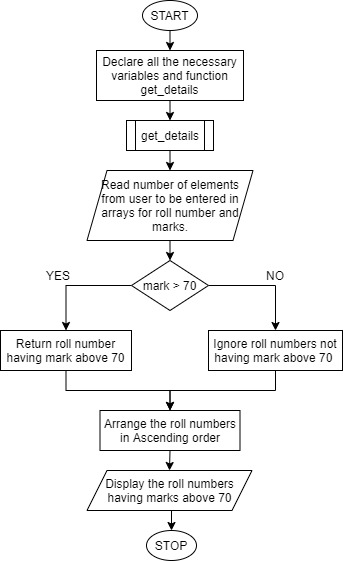 START
Declare all the necessary
variables and function
get_details
get_details
Read number of elements
from user to be entered in
arrays for roll number and
marks.
mark > 70
YES
NO
Return roll number
having mark above 70
Ignore roll numbers not
having mark above 70
Arrange the roll numbers
in Ascending order
Display the roll numbers
having marks above 70
STOP